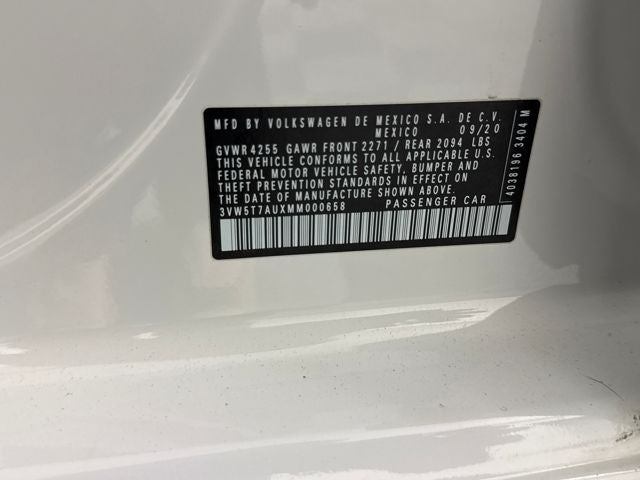 MFD BY VOLKSWAGEN DE MEXICO S.A. DE C.V.
MEXICO 09/20
GVWR 4255 GAWR FRONT 2271 / REAR 2094 LBS
THIS VEHICLE CONFORMS TO ALL APPLICABLE U.S.
FEDERAL MOTOR VEHICLE SAFETY, BUMPER AND
THEFT PREVENTION STANDARDS IN EFFECT ON
THE DATE OF MANUFACTURE SHOWN ABOVE.
3VW5T7AUXMM000658 PASSENGER CAR
4038196 3404 M